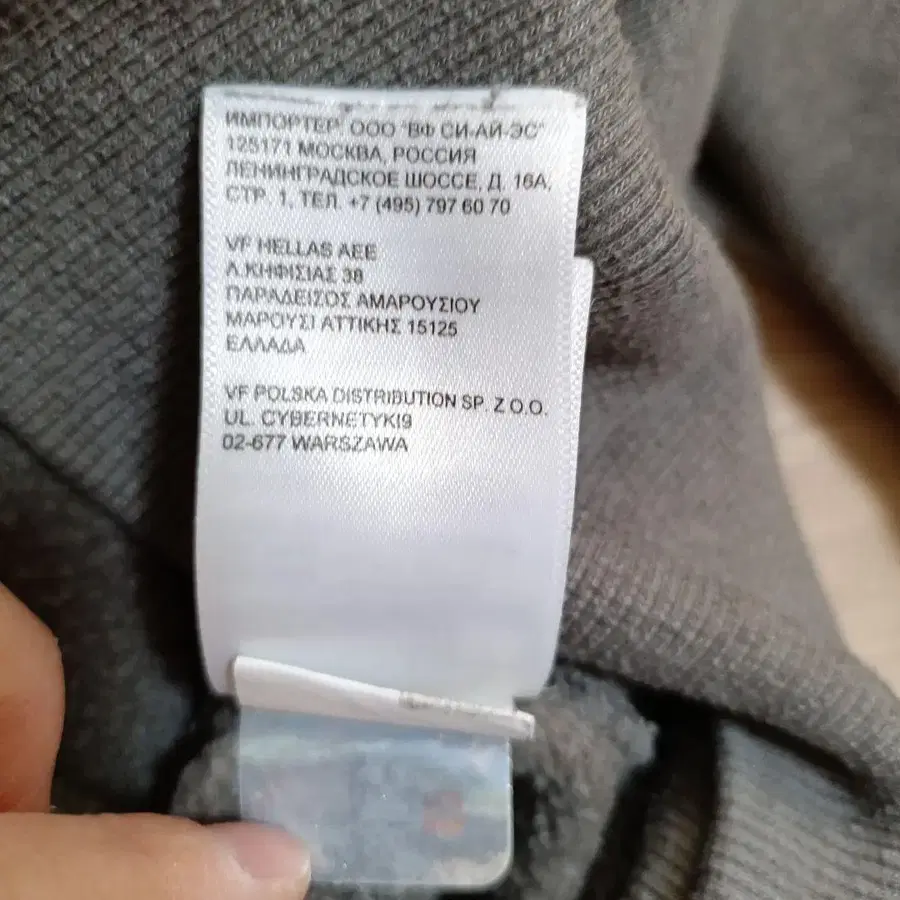 ИМПОРТЕР: ООО "ВФ СИ-АЙ-ЭС"
125171 МОСКВА, РОССИЯ
ЛЕНИНГРАДСКОЕ ШОССЕ, Д. 16А,
СТР. 1, ТЕЛ. +7 (495) 797 60 70
VF HELLAS AEE
Λ.ΚΗΦΙΣΙΑΣ 38
ΠΑΡΑΔΕΙΣΟΣ ΑΜΑΡΟΥΣΙΟΥ
ΜΑΡΟΥΣΙ ΑΤΤΙΚΗΣ 15125
ΕΛΛΑΔΑ
VF POLSKA DISTRIBUTION SP. Z O.O.
UL. CYBERNETYKI9
02-677 WARSZAWA